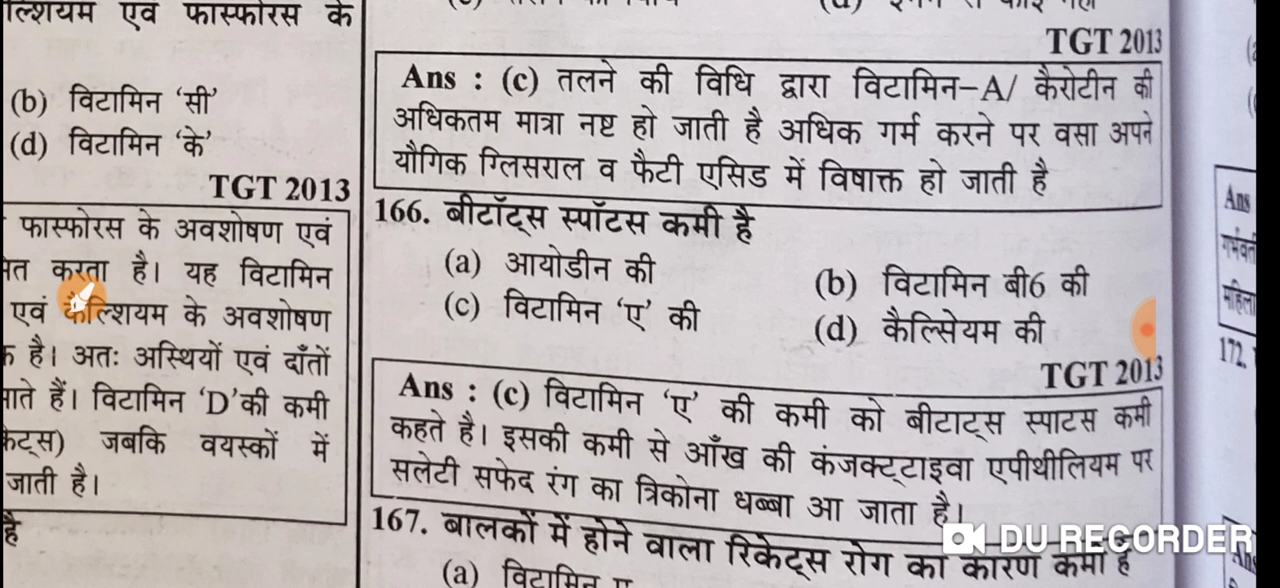 ल्शियम एवं फास्फोरस के
(b) विटामिन ‘सी’
(d) विटामिन ‘के’
TGT 2013
फास्फोरस के अवशोषण एवं
करता है। यह विटामिन
एवं कैल्शियम के अवशोषण
है। अतः अस्थियों एवं दाँतों
हैं। विटामिन ‘D’की कमी
जबकि वयस्कों में
जाती है।
है
TGT 2013
Ans : (c) तलने की विधि द्वारा विटामिन–A/ कैरोटीन की
अधिकतम मात्रा नष्ट हो जाती है अधिक गर्म करने पर वसा अपने
यौगिक ग्लिसराल व फैटी एसिड में विषाक्त हो जाती है
166. बीटॉट्स स्पॉटस कमी है
(a) आयोडीन की
(b) विटामिन बी6 की
(c) विटामिन ‘ए’ की
(d) कैल्सियम की
TGT 2013
Ans : (c) विटामिन ‘ए’ की कमी को बीटाट्स स्पाटस कमी
कहते है। इसकी कमी से आँख की कंजक्ट्टाइवा एपीथीलियम पर
सलेटी सफेद रंग का त्रिकोना धब्बा आ जाता है।
167. बालकों में होने वाला रिकेट्स रोग का कारण कमी है
(a) विटामिन ए
Ans
172.
DU RECORDER